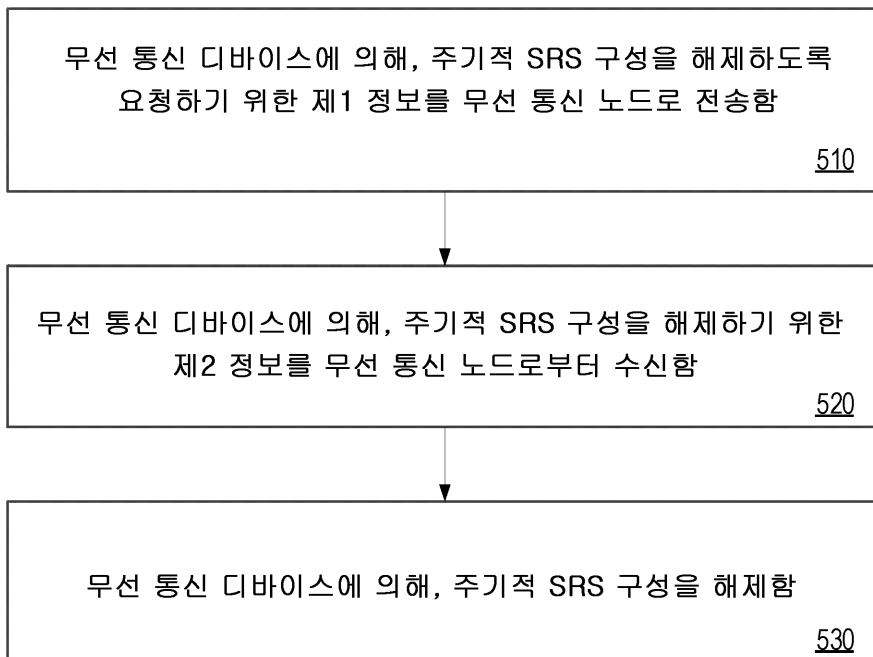 무선 통신 디바이스에 의해, 주기적 SRS 구성을 해제하도록
요청하기 위한 제1 정보를 무선 통신 노드로 전송함
510
무선 통신 디바이스에 의해, 주기적 SRS 구성을 해제하기 위한
제2 정보를 무선 통신 노드로부터 수신함
520
무선 통신 디바이스에 의해, 주기적 SRS 구성을 해제함
530